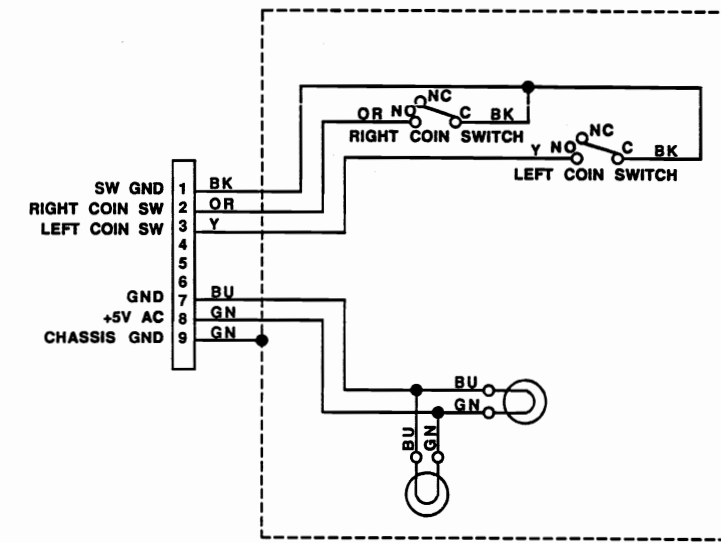 NC
OR NO C BK
RIGHT COIN SWITCH
NC
Y NO C BK
LEFT COIN SWITCH
SW GND 1 BK
RIGHT COIN SW 2 OR
LEFT COIN SW 3 Y
4
5
6
GND 7 BU
+5V AC 8 GN
CHASSIS GND 9 GN
BU
GN
BU
GN